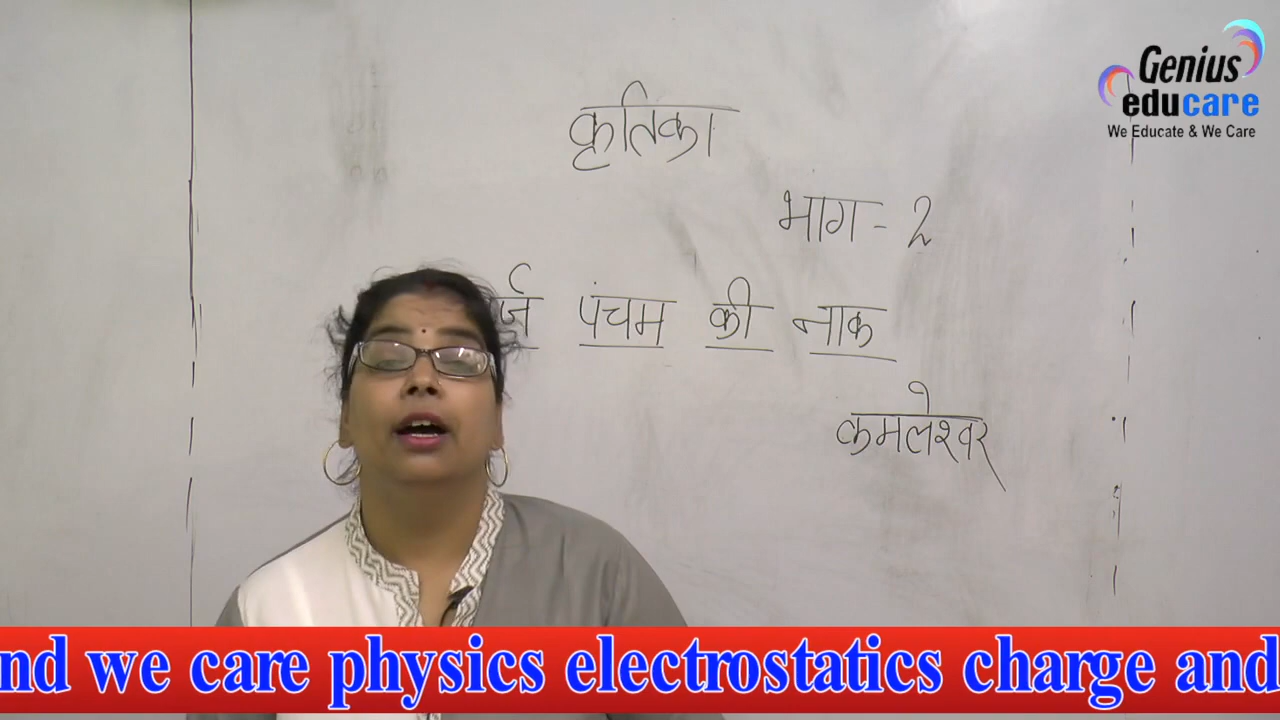 Genius
educare
We Educate & We Care
कृतिका
भाग - 2
पंचम की नाक
कमलेश्वर
nd we care physics electrostatics charge and